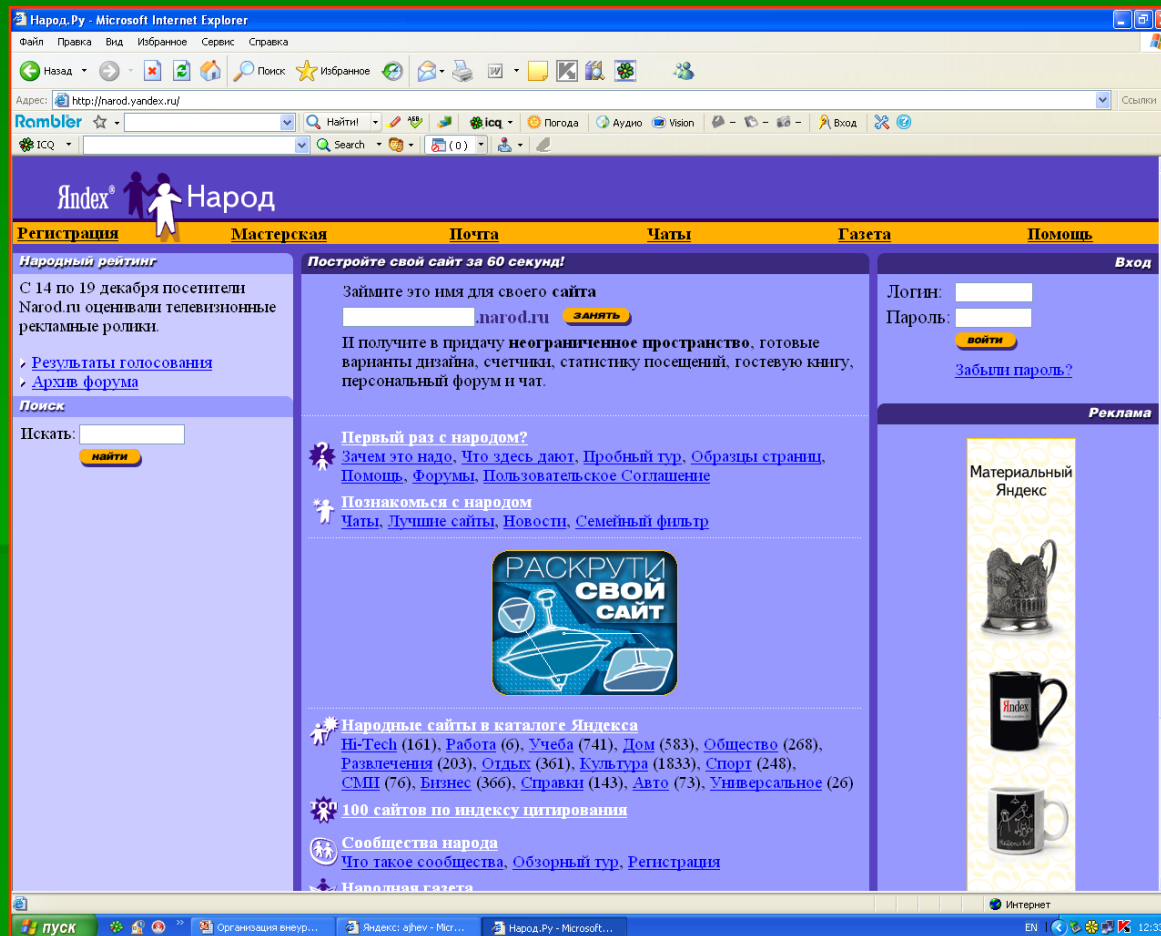 Народ.Ру - Microsoft Internet Explorer
Файл Правка Вид Избранное Сервис Справка
Назад Поиск Избранное
Адрес: http://narod.yandex.ru/ Ссылки
Rambler Найти! icq Погода Аудио Vision Вход
ICQ Search (0)
Яndex® Народ
Регистрация Мастерская Почта Чаты Газета Помощь
Народный рейтинг
С 14 по 19 декабря посетители
Narod.ru оценивали телевизионные
рекламные ролики.
Результаты голосования
Архив форума
Поиск
Искать:
найти
Постройте свой сайт за 60 секунд!
Займите это имя для своего сайта
.narod.ru занять
И получите в придачу неограниченное пространство, готовые
варианты дизайна, счетчики, статистику посещений, гостевую книгу,
персональный форум и чат.
Первый раз с народом?
Зачем это надо, Что здесь дают, Пробный тур, Образцы страниц,
Помощь, Форумы, Пользовательское Соглашение
Познакомься с народом
Чаты, Лучшие сайты, Новости, Семейный фильтр
РАСКРУТИ
СВОЙ
САЙТ
Народные сайты в каталоге Яндекса
Hi-Tech (161), Работа (6), Учеба (741), Дом (583), Общество (268),
Развлечения (203), Отдых (361), Культура (1833), Спорт (248),
СМИ (76), Бизнес (366), Справки (143), Авто (73), Универсальное (26)
ТОП 100 сайтов по индексу цитирования
Сообщества народа
Что такое сообщества, Обзорный тур, Регистрация
Народная газета
Вход
Логин:
Пароль:
войти
Забыли пароль?
Реклама
Материальный
Яндекс
Яndex
Интернет
пуск Организация внеур... Яндекс: ajhev - Micr... Народ.Ру - Microsoft... EN 12:33